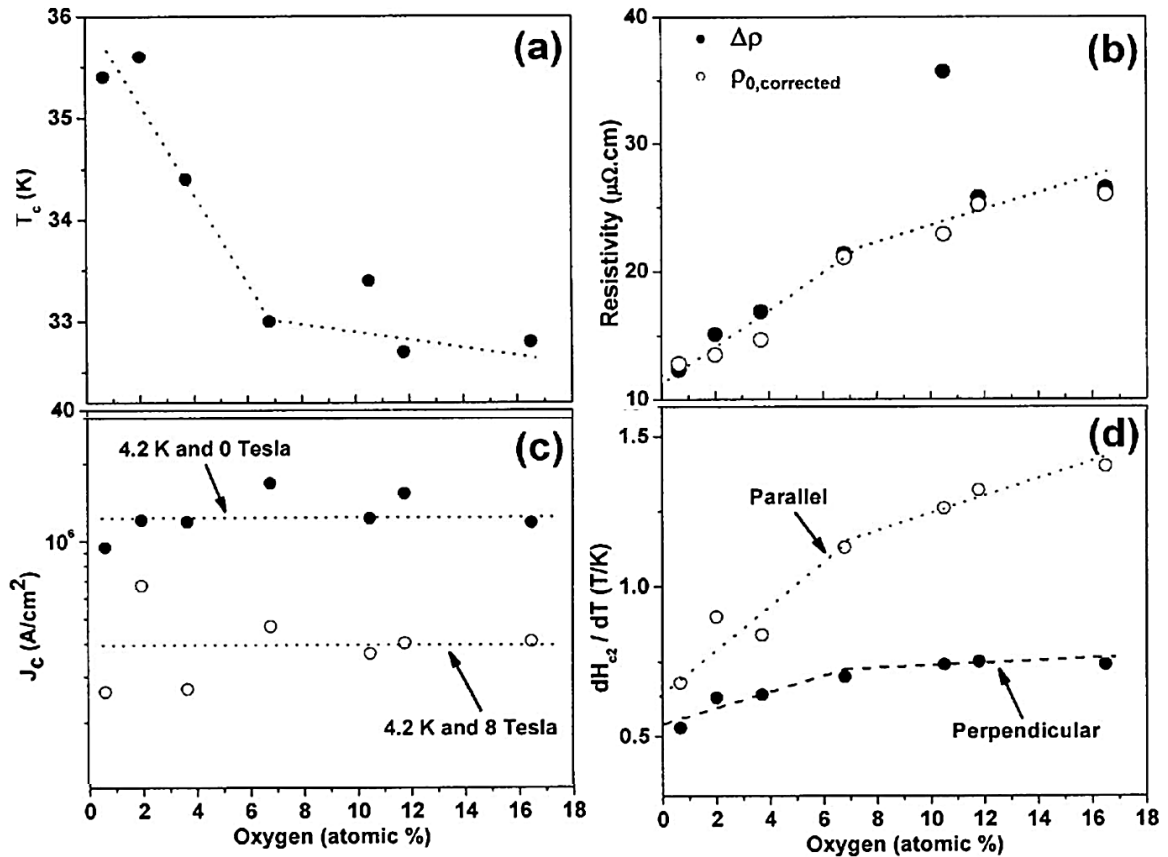 (a)
36
35
34
33
T_c (K)
(b)
● Δρ
○ ρ_0,corrected
40
30
20
10
Resistivity (μΩ.cm)
(c)
40
4.2 K and 0 Tesla
10^6
4.2 K and 8 Tesla
J_C (A/cm^2)
0 2 4 6 8 10 12 14 16 18
Oxygen (atomic %)
(d)
1.5
1.0
0.5
Parallel
Perpendicular
dH_c2 / dT (T/K)
0 2 4 6 8 10 12 14 16 18
Oxygen (atomic %)